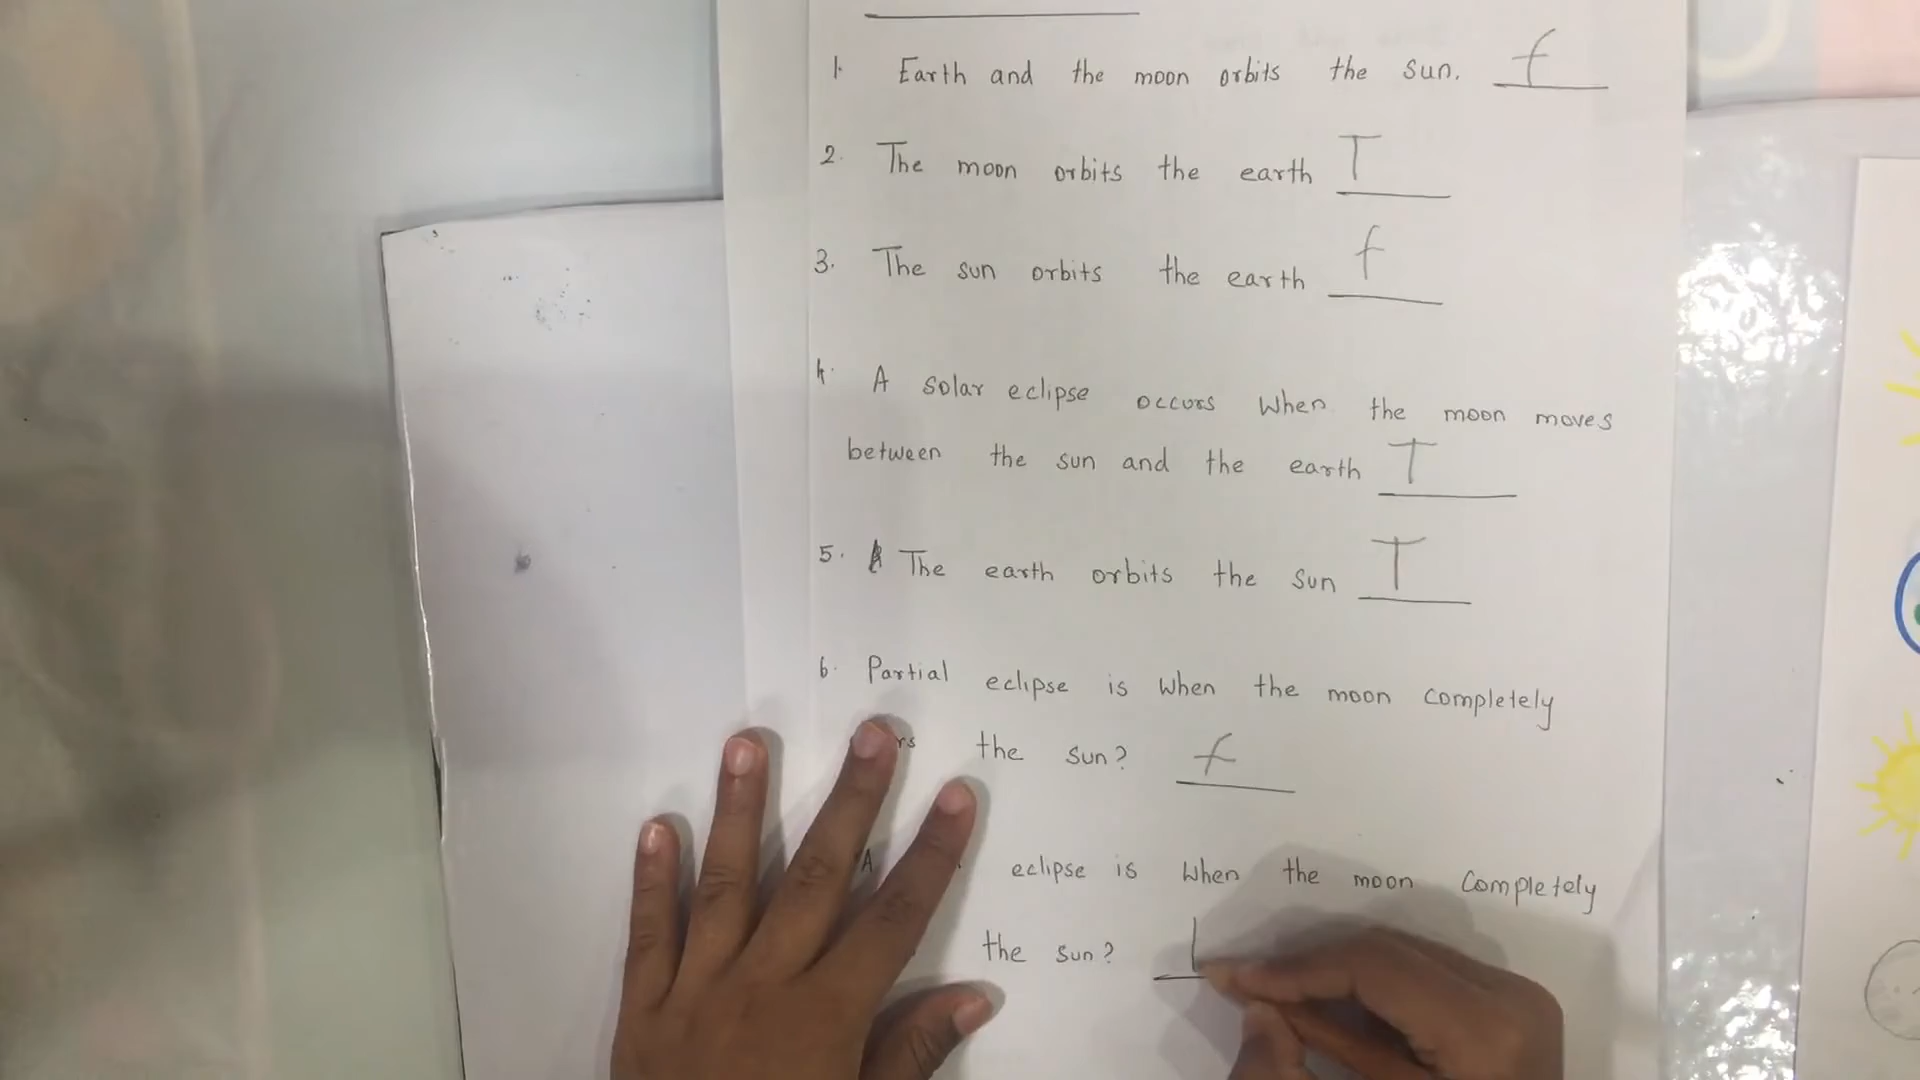 1. Earth and the moon orbits the sun. f
2. The moon orbits the earth T
3. The sun orbits the earth f
4. A solar eclipse occurs when the moon moves
between the sun and the earth T
5. The earth orbits the sun T
6. Partial eclipse is when the moon completely
the sun? f
A eclipse is when the moon completely
the sun?